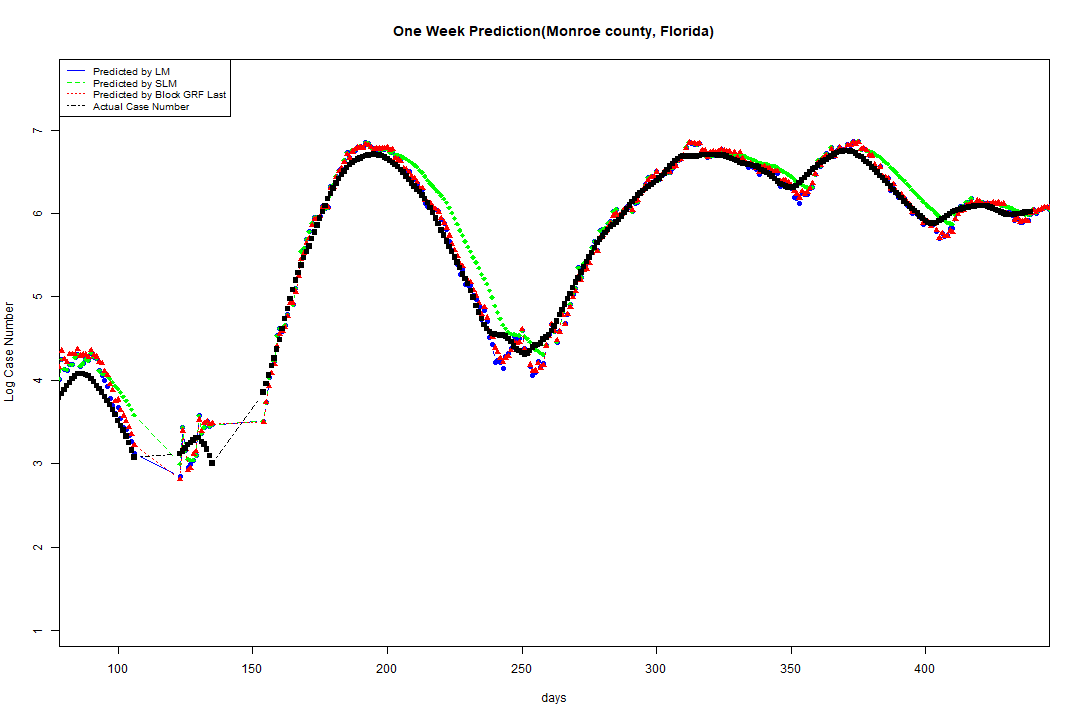 One Week Prediction(Monroe county, Florida)
Predicted by LM
Predicted by SLM
Predicted by Block GRF Last
Actual Case Number
Log Case Number
7
6
5
4
3
2
1
100 150 200 250 300 350 400
days